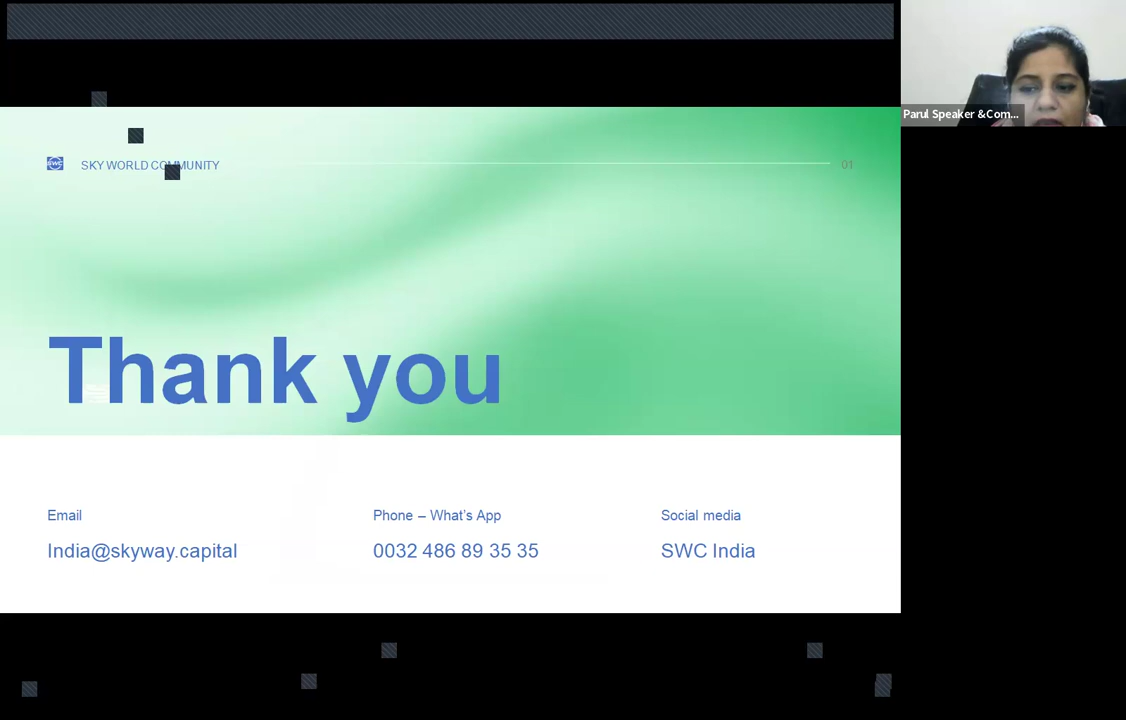 Parul Speaker &Com...
SWC
SKY WORLD COMMUNITY
01
Thank you
Email
Phone – What's App
Social media
India@skyway.capital
0032 486 89 35 35
SWC India